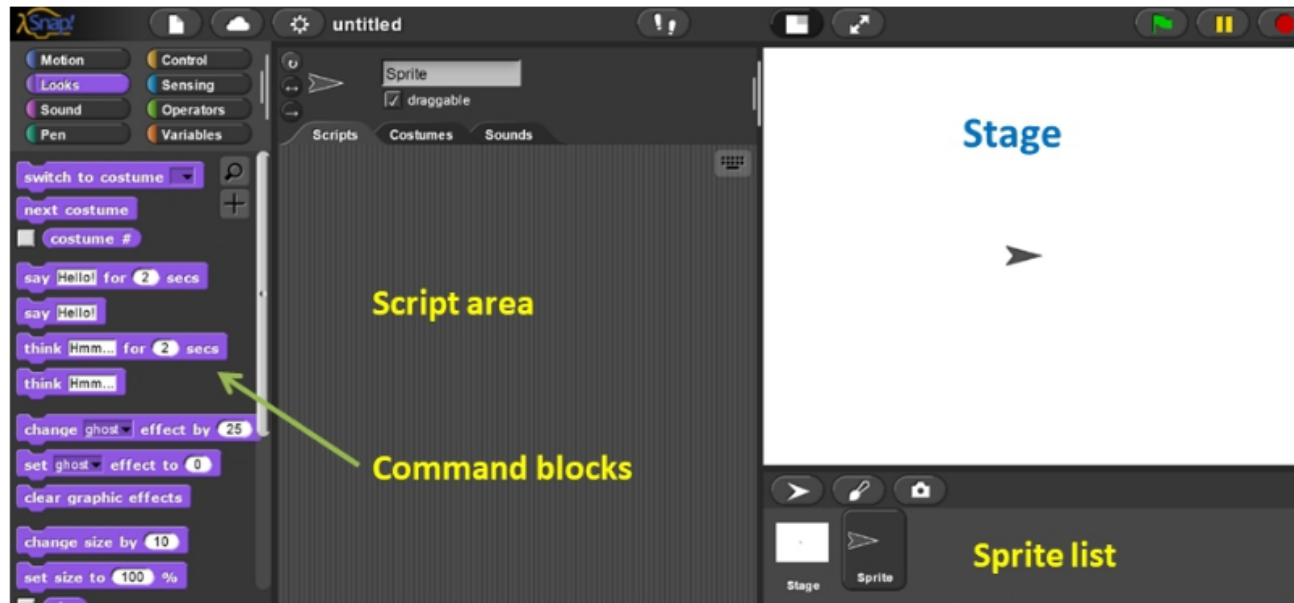 λSnap!
untitled
Motion
Control
Looks
Sensing
Sound
Operators
Pen
Variables
switch to costume
next costume
costume #
say Hello! for 2 secs
say Hello!
think Hmm... for 2 secs
think Hmm...
change ghost effect by 25
set ghost effect to 0
clear graphic effects
change size by 10
set size to 100 %
Sprite
draggable
Scripts Costumes Sounds
Script area
Command blocks
Stage
Stage
Sprite
Sprite list